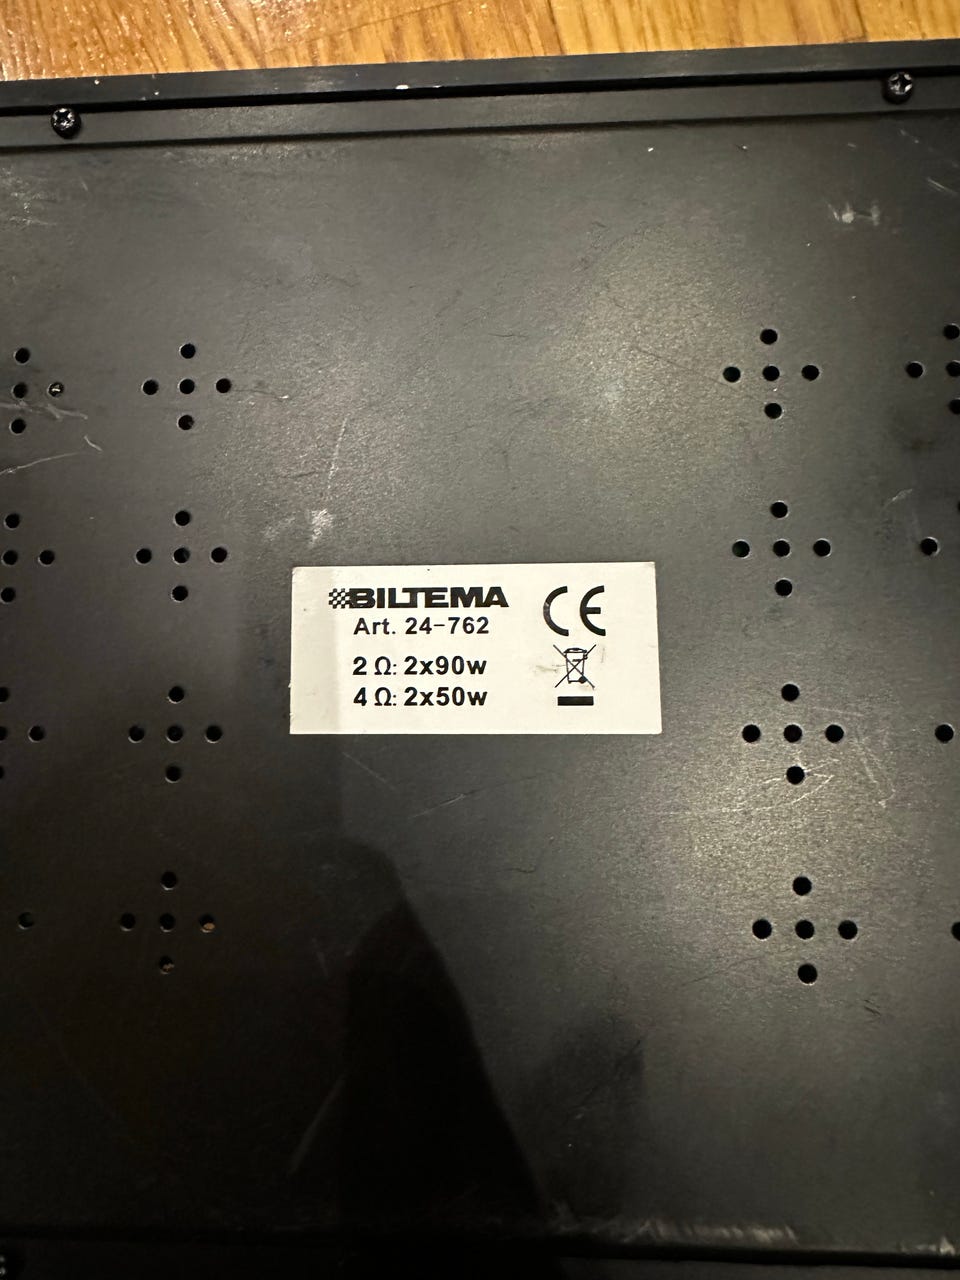 BILTEMA
Art. 24-762
2 Ω: 2x90w
4 Ω: 2x50w
CE